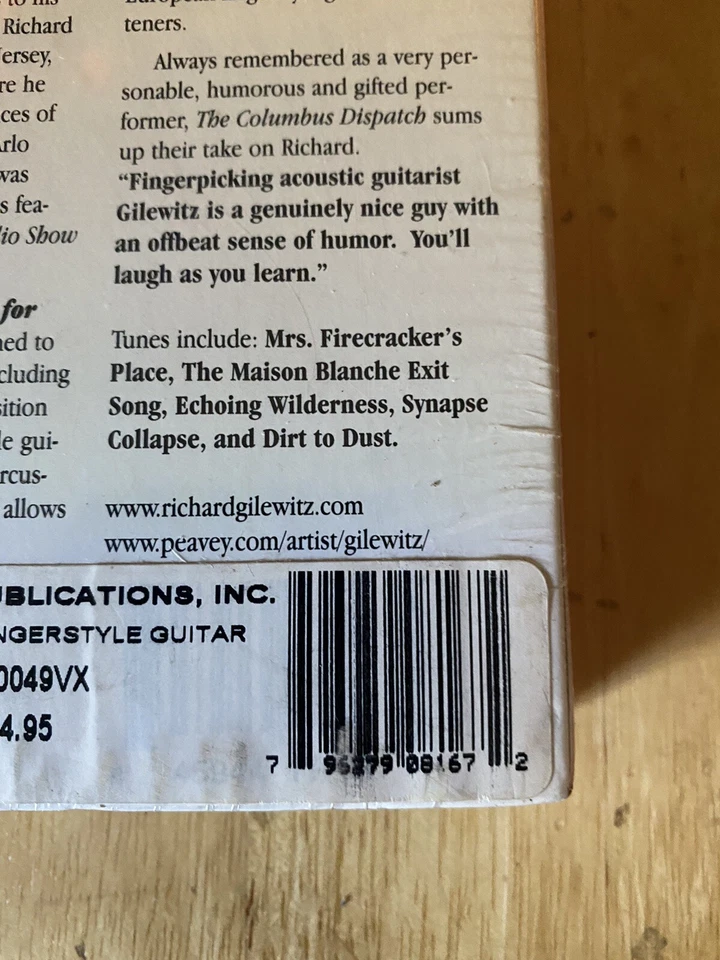 to his
Richard
ersey,
re he
ces of
rlo
was
s fea-
io Show
for
ned to
cluding
sition
le gui-
rcus-
allows
teners.
Always remembered as a very per-
sonable, humorous and gifted per-
former, The Columbus Dispatch sums
up their take on Richard.
“Fingerpicking acoustic guitarist
Gilewitz is a genuinely nice guy with
an offbeat sense of humor. You’ll
laugh as you learn.”
Tunes include: Mrs. Firecracker’s
Place, The Maison Blanche Exit
Song, Echoing Wilderness, Synapse
Collapse, and Dirt to Dust.
www.richardgilewitz.com
www.peavey.com/artist/gilewitz/
UBLICATIONS, INC.
NGERSTYLE GUITAR
0049VX
4.95
7 96279 08167 2